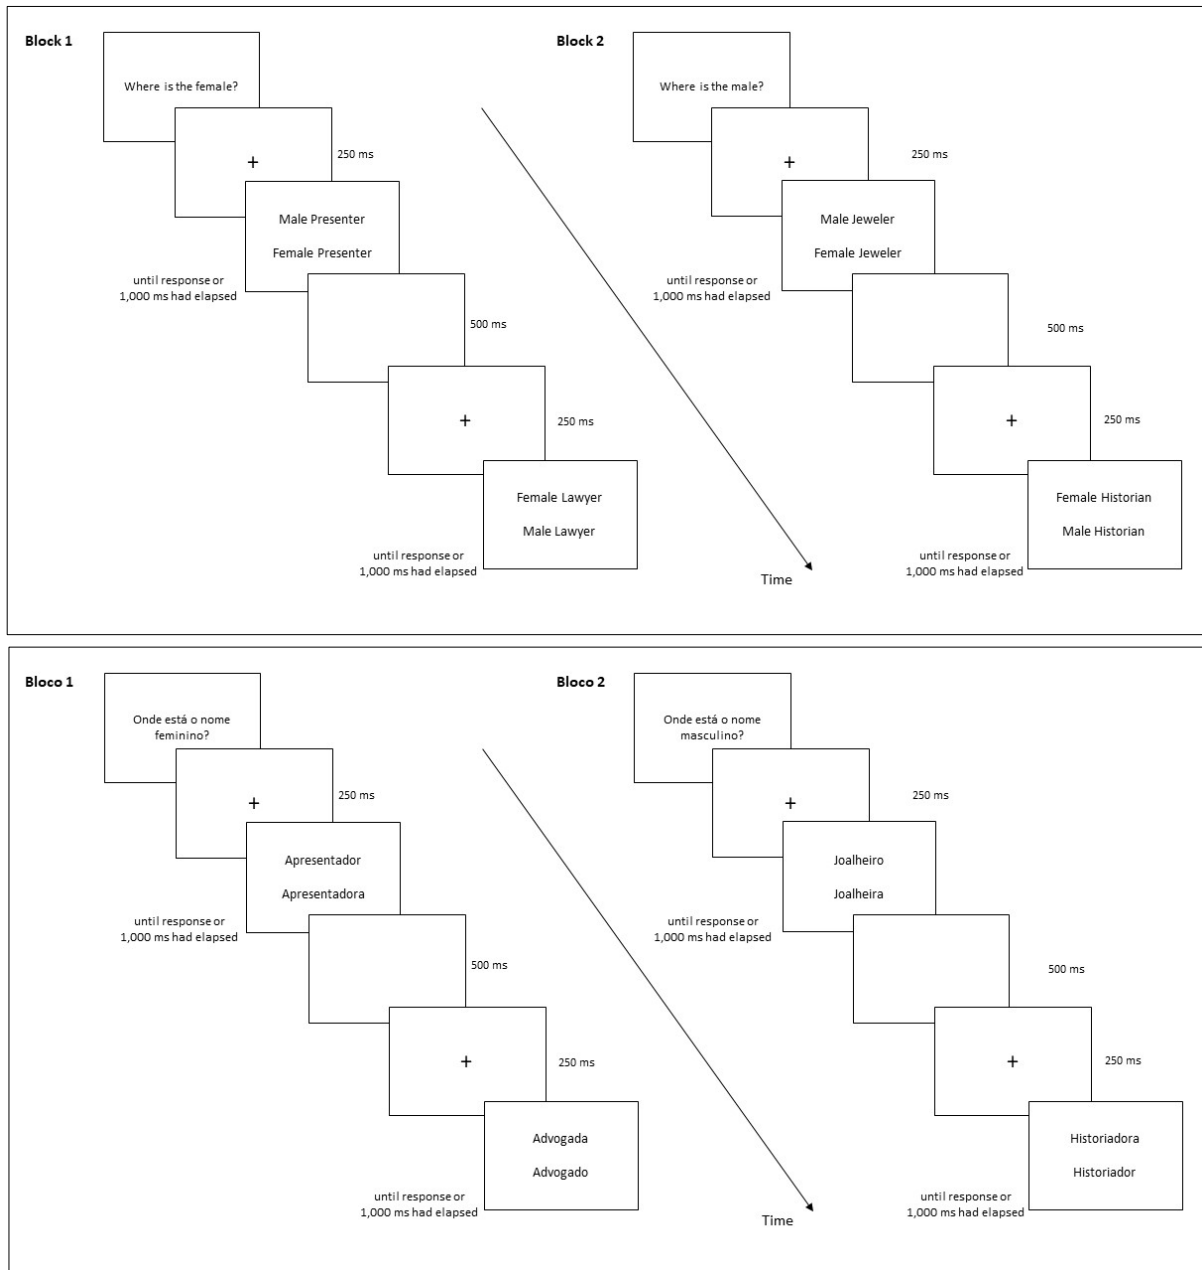 Block 1
Where is the female?
+
250 ms
Male Presenter
Female Presenter
until response or
1,000 ms had elapsed
500 ms
+
250 ms
Female Lawyer
Male Lawyer
until response or
1,000 ms had elapsed
Time
Block 2
Where is the male?
+
250 ms
Male Jeweler
Female Jeweler
until response or
1,000 ms had elapsed
500 ms
+
250 ms
Female Historian
Male Historian
until response or
1,000 ms had elapsed
Bloco 1
Onde está o nome
feminino?
+
250 ms
Apresentador
Apresentadora
until response or
1,000 ms had elapsed
500 ms
+
250 ms
Advogada
Advogado
until response or
1,000 ms had elapsed
Time
Bloco 2
Onde está o nome
masculino?
+
250 ms
Joalheiro
Joalheira
until response or
1,000 ms had elapsed
500 ms
+
250 ms
Historiadora
Historiador
until response or
1,000 ms had elapsed